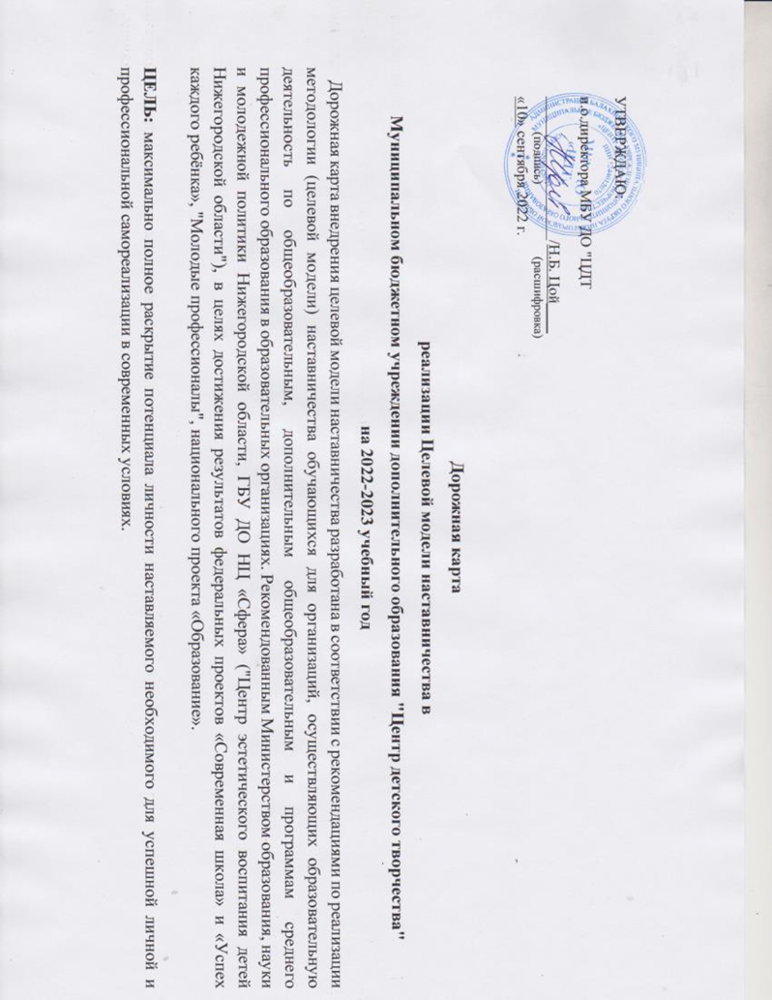 УТВЕРЖДАЮ:
и.о.директора МБУ ДО "ЦДТ
/Н.Б. Цой
(подпись) (расшифровка)
«10» сентября 2022 г.
Дорожная карта
реализации Целевой модели наставничества в
Муниципальном бюджетном учреждении дополнительного образования "Центр детского творчества"
на 2022-2023 учебный год
Дорожная карта внедрения целевой модели наставничества разработана в соответствии с рекомендациями по реализации
методологии (целевой модели) наставничества обучающихся для организаций, осуществляющих образовательную
деятельность по общеобразовательным, дополнительным общеобразовательным и программам среднего
профессионального образования в образовательных организациях. Рекомендованным Министерством образования, науки
и молодежной политики Нижегородской области, ГБУ ДО НЦ «Сфера» ("Центр эстетического воспитания детей
Нижегородской области"), в целях достижения результатов федеральных проектов «Современная школа» и «Успех
каждого ребёнка», "Молодые профессионалы", национального проекта «Образование».
ЦЕЛЬ: максимально полное раскрытие потенциала личности наставляемого необходимого для успешной личной и
профессиональной самореализации в современных условиях.